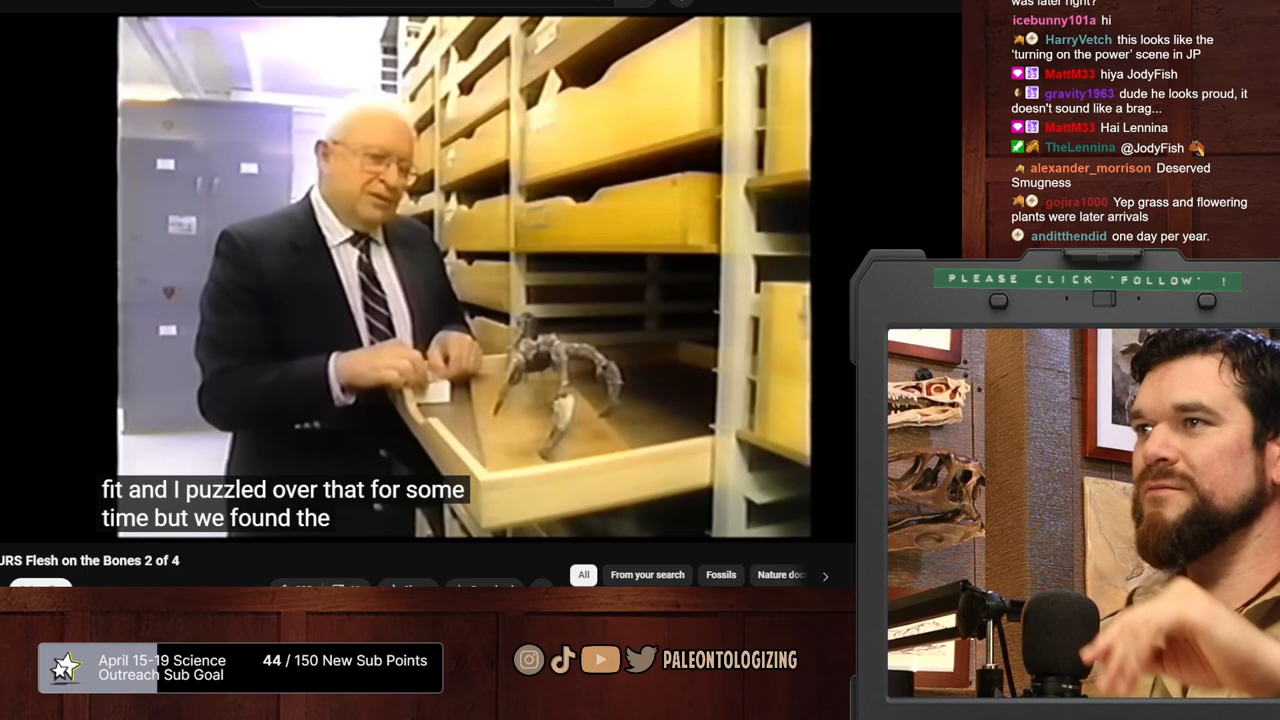 was later right?
icebunny101a hi
HarryVetch this looks like the
'turning on the power' scene in JP
MattM33 hiya JodyFish
gravity1963 dude he looks proud, it
doesn't sound like a brag...
MattM33 Hai Lennina
TheLennina @JodyFish
alexander_morrison Deserved
Smugness
gojira1000 Yep grass and flowering
plants were later arrivals
anditthendid one day per year.
PLEASE CLICK 'FOLLOW' !
fit and I puzzled over that for some
time but we found the
URS Flesh on the Bones 2 of 4
All
From your search
Fossils
Nature doc
April 15-19 Science
Outreach Sub Goal
44 / 150 New Sub Points
PALEONTOLOGIZING